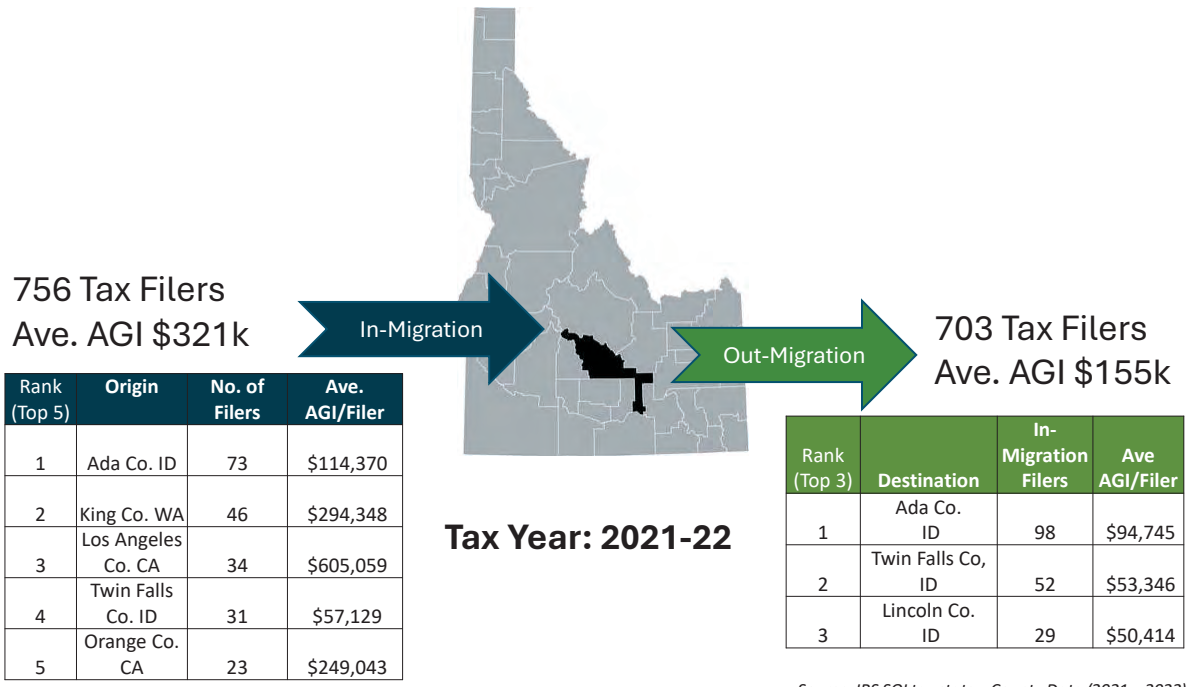 756 Tax Filers
Ave. AGI $321k
In-Migration
Rank
(Top 5)
Origin
No. of
Filers
Ave.
AGI/Filer
1
Ada Co. ID
73
$114,370
2
King Co. WA
46
$294,348
3
Los Angeles
Co. CA
34
$605,059
4
Twin Falls
Co. ID
31
$57,129
5
Orange Co.
CA
23
$249,043
Tax Year: 2021-22
Out-Migration
703 Tax Filers
Ave. AGI $155k
Rank
(Top 3)
Destination
In-
Migration
Filers
Ave
AGI/Filer
1
Ada Co.
ID
98
$94,745
2
Twin Falls Co,
ID
52
$53,346
3
Lincoln Co.
ID
29
$50,414